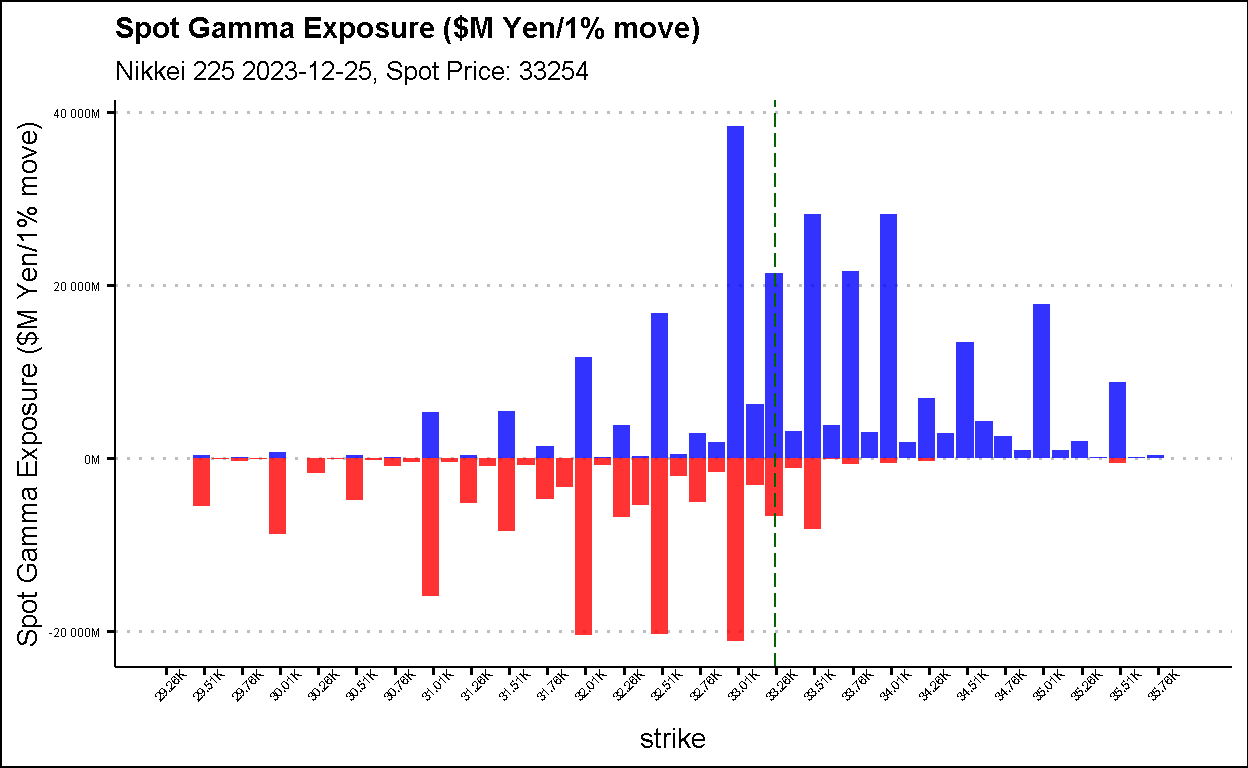 Spot Gamma Exposure ($M Yen/1% move)
Nikkei 225 2023-12-25, Spot Price: 33254
Spot Gamma Exposure ($M Yen/1% move)
40 000M
20 000M
0M
-20 000M
29.26K 29.51K 29.76K 30.01K 30.26K 30.51K 30.76K 31.01K 31.26K 31.51K 31.76K 32.01K 32.26K 32.51K 32.76K 33.01K 33.26K 33.51K 33.76K 34.01K 34.26K 34.51K 34.76K 35.01K 35.26K 35.51K 35.76K
strike